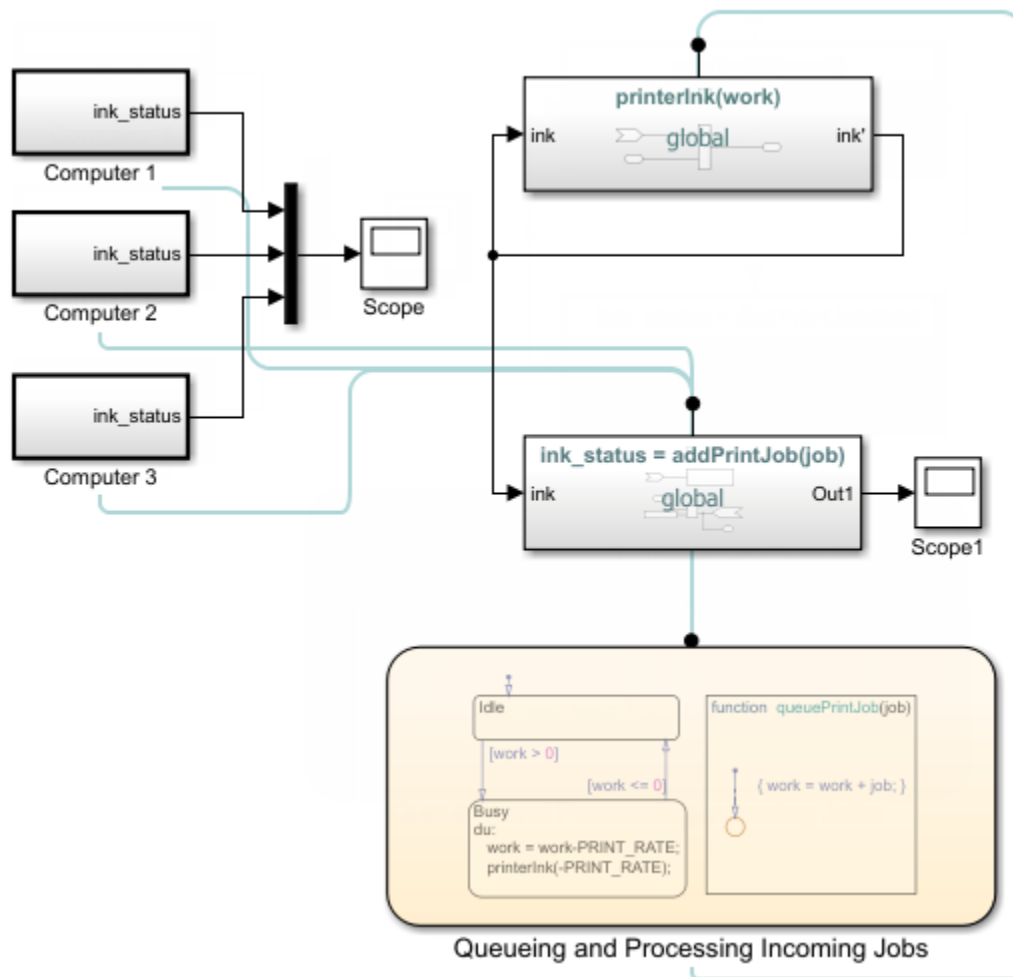 ink_status
Computer 1
ink_status
Computer 2
ink_status
Computer 3
Scope
printerInk(work)
ink
global
ink'
ink_status = addPrintJob(job)
ink
global
Out1
Scope1
Idle
[work > 0]
[work <= 0]
Busy
du:
work = work-PRINT_RATE;
printerInk(-PRINT_RATE);
function queuePrintJob(job)
{ work = work + job; }
Queueing and Processing Incoming Jobs